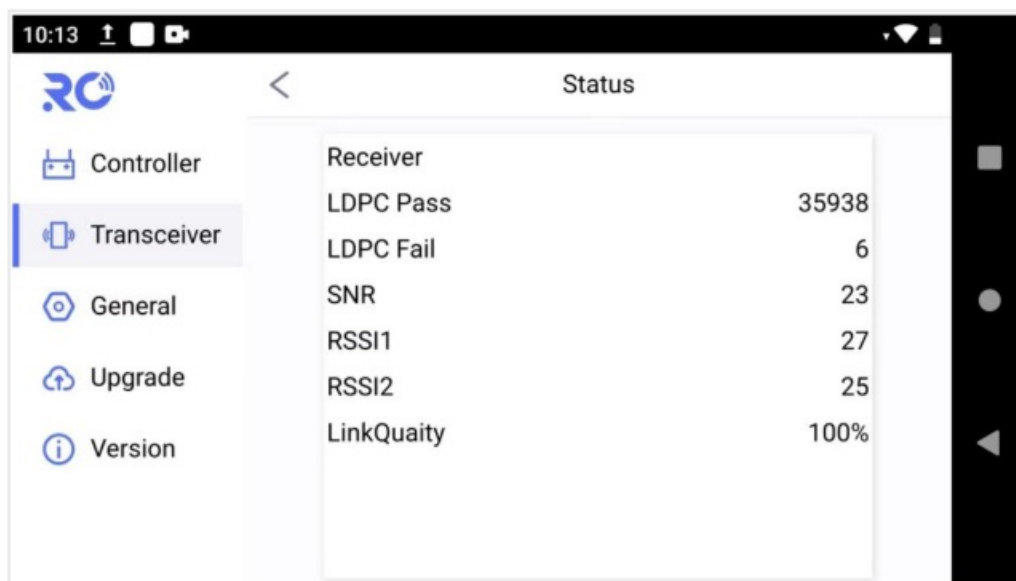 10:13
RC
Status
Controller
Transceiver
General
Upgrade
Version
Receiver
LDPC Pass 35938
LDPC Fail 6
SNR 23
RSSI1 27
RSSI2 25
LinkQuaity 100%